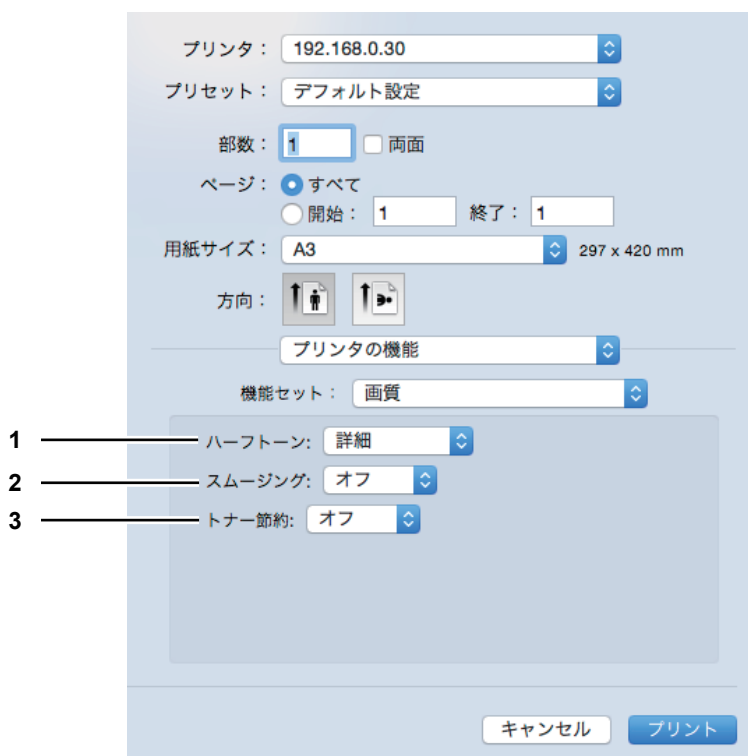 プリンタ： 192.168.0.30
プリセット： デフォルト設定
部数： 1 両面
ページ： すべて
開始： 1 終了： 1
用紙サイズ： A3 297 x 420 mm
方向：
プリンタの機能
機能セット： 画質
1 ハーフトーン: 詳細
2 スムージング: オフ
3 トナー節約: オフ
キャンセル プリント